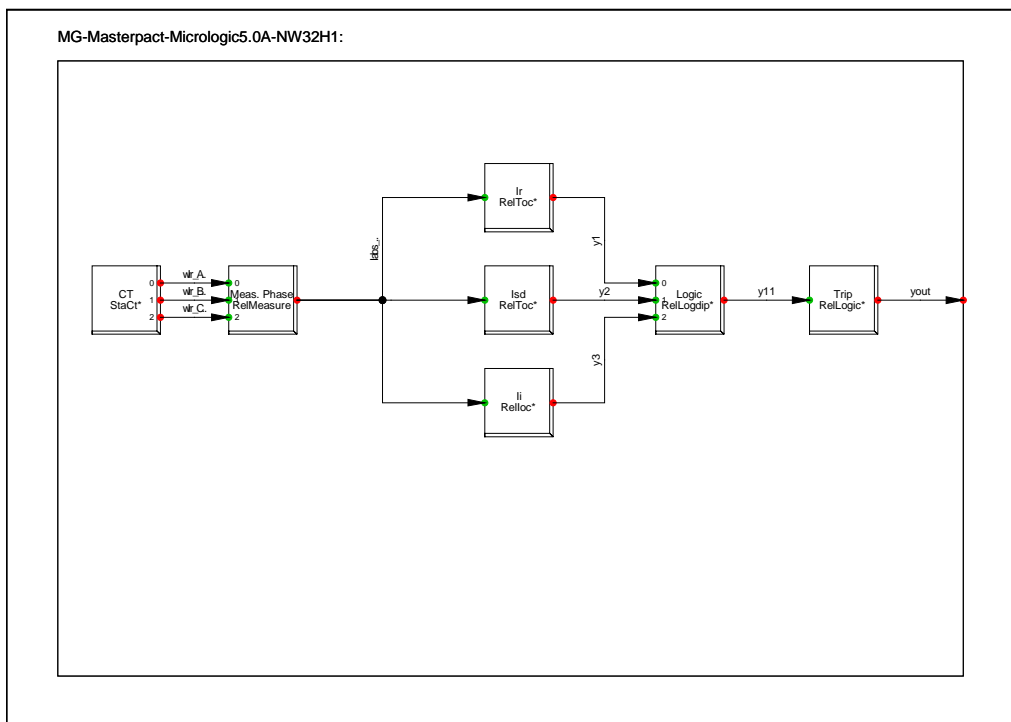 MG-Masterpact-Micrologic5.0A-NW32H1:
Ir
RelToc*
Iabs_..
y1
CT
StaCt*
0
1
2
wIr_A.
wIr_B.
wIr_C.
0
2
Meas. Phase
RelMeasure
Isd
RelToc*
y2
0
1
2
Logic
RelLogdip*
y11
Trip
RelLogic*
yout
y3
Ii
RelIoc*